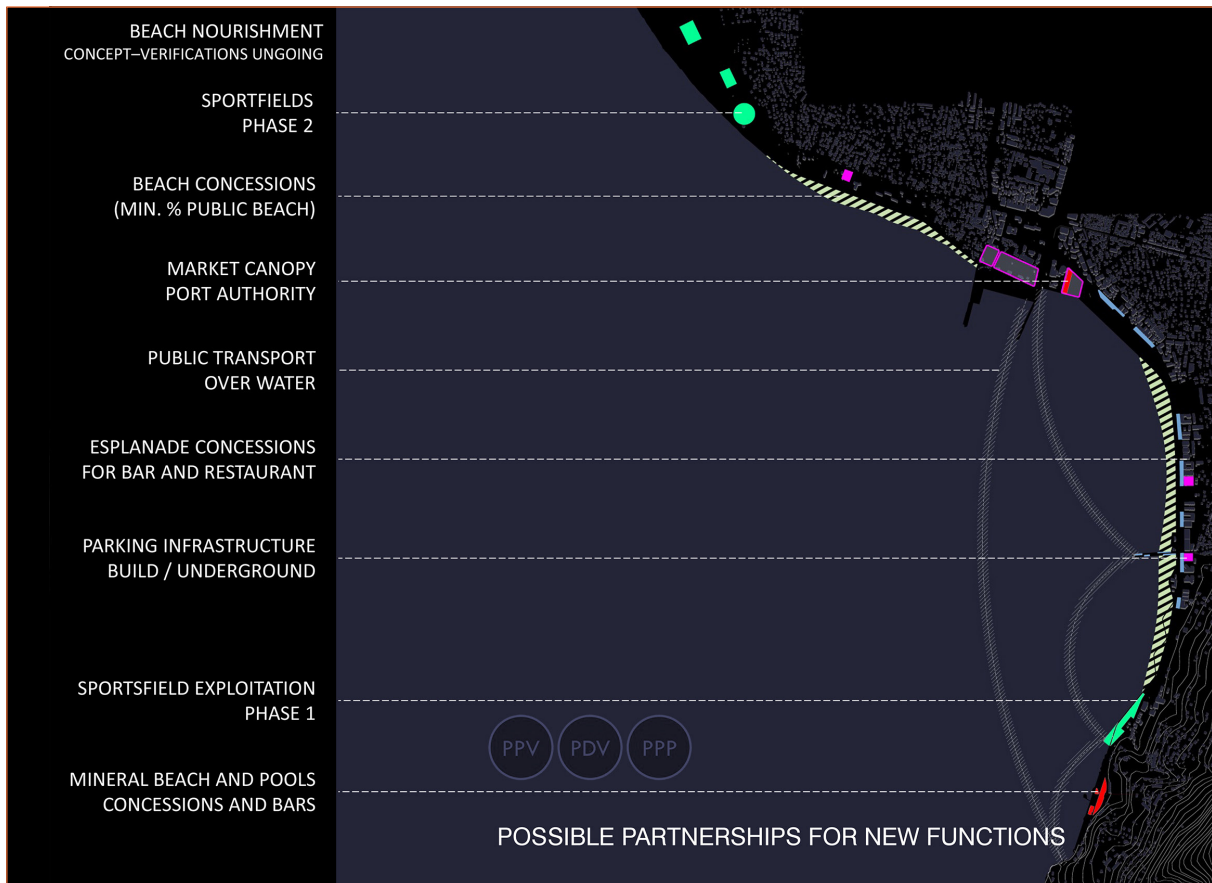 BEACH NOURISHMENT
CONCEPT–VERIFICATIONS UNGOING
SPORTFIELDS
PHASE 2
BEACH CONCESSIONS
(MIN. % PUBLIC BEACH)
MARKET CANOPY
PORT AUTHORITY
PUBLIC TRANSPORT
OVER WATER
ESPLANADE CONCESSIONS
FOR BAR AND RESTAURANT
PARKING INFRASTRUCTURE
BUILD / UNDERGROUND
SPORTSFIELD EXPLOITATION
PHASE 1
MINERAL BEACH AND POOLS
CONCESSIONS AND BARS
PPV PDV PPP
POSSIBLE PARTNERSHIPS FOR NEW FUNCTIONS